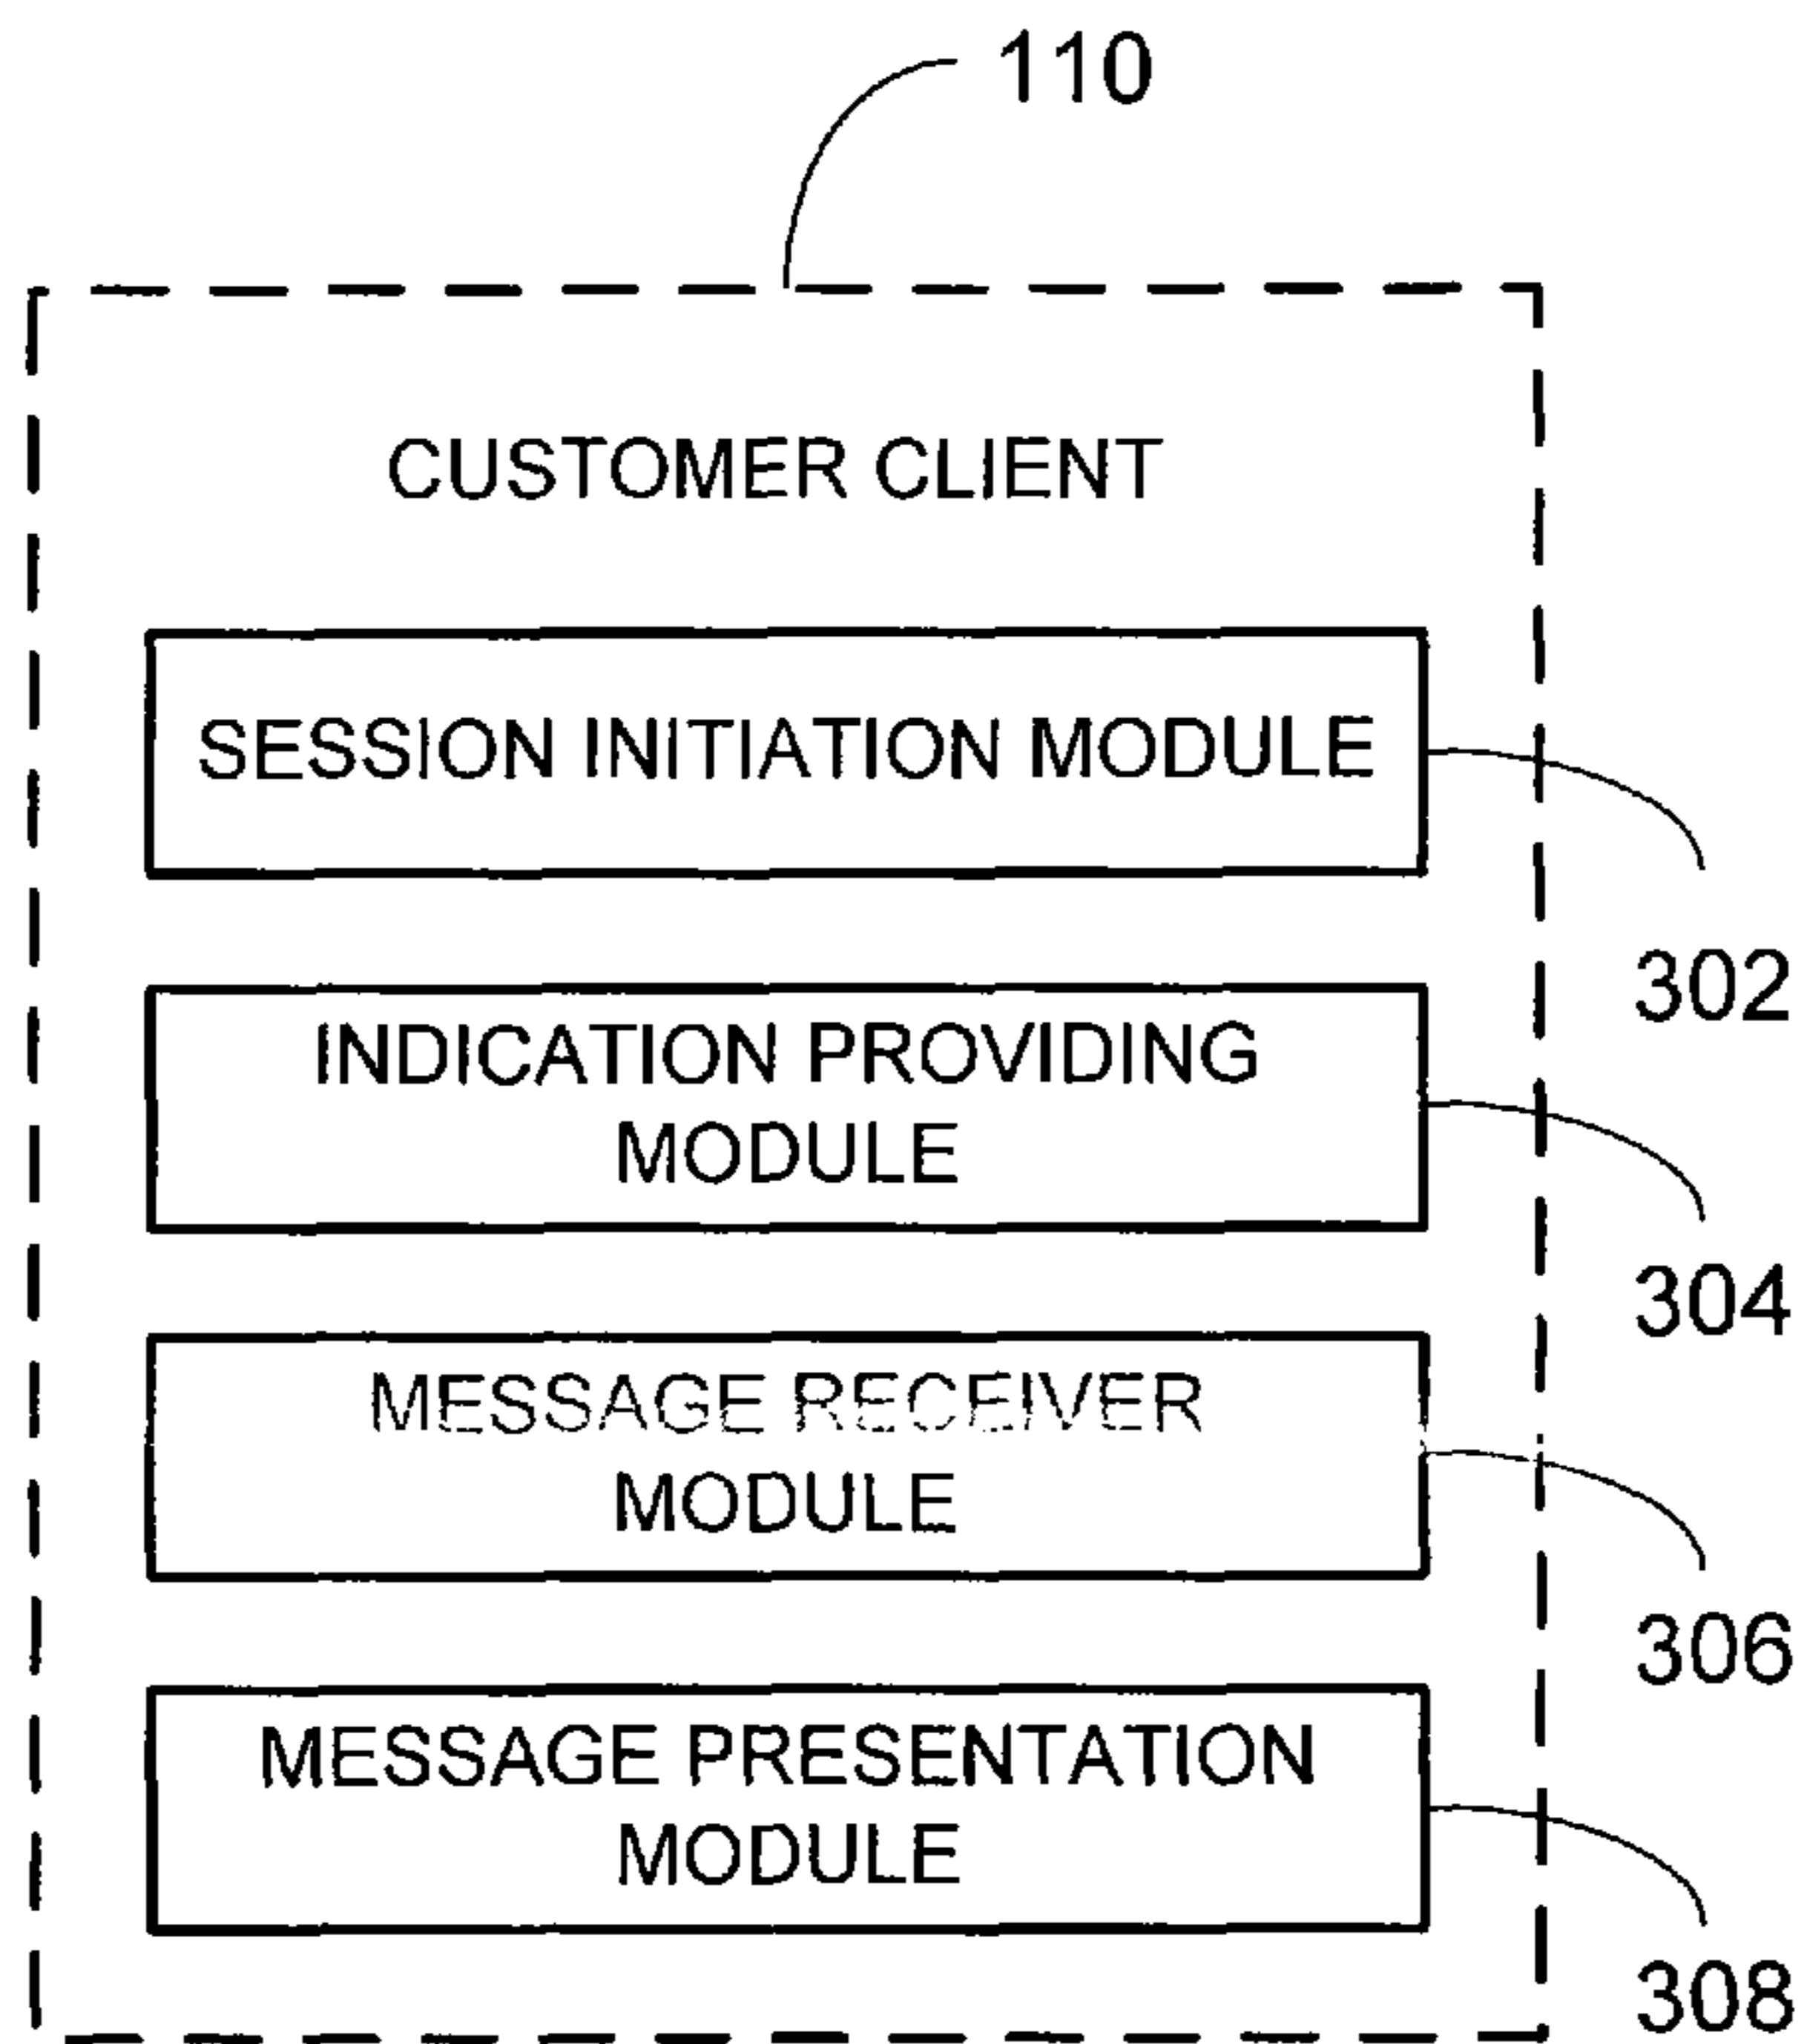 110
CUSTOMER CLIENT
SESSION INITIATION MODULE
302
INDICATION PROVIDING
MODULE
304
MESSAGE RECEIVER
MODULE
306
MESSAGE PRESENTATION
MODULE
308